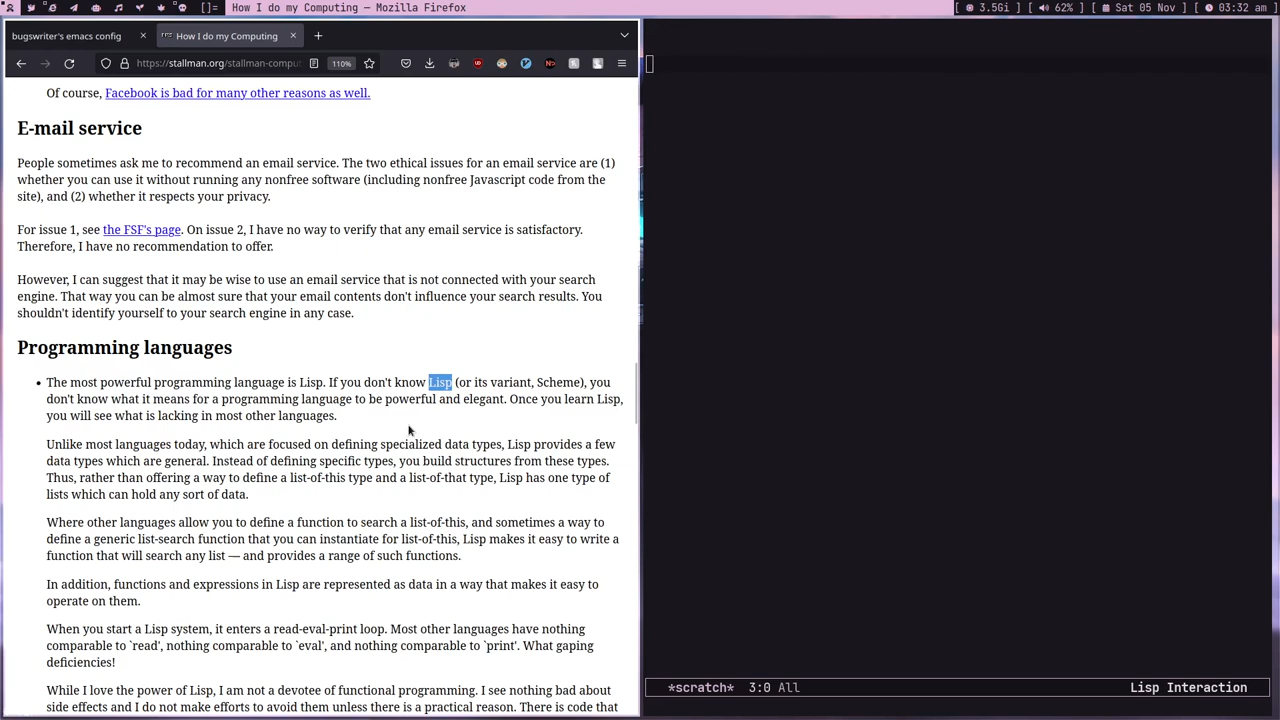 []=
How I do my Computing — Mozilla Firefox
[ 3.5Gi ] [ 62% ] [ Sat 05 Nov ] [ 03:32 am ]
bugswriter's emacs config
How I do my Computing
https://stallman.org/stallman-compu
110%
Of course, Facebook is bad for many other reasons as well.
E-mail service
People sometimes ask me to recommend an email service. The two ethical issues for an email service are (1)
whether you can use it without running any nonfree software (including nonfree Javascript code from the
site), and (2) whether it respects your privacy.
For issue 1, see the FSF's page. On issue 2, I have no way to verify that any email service is satisfactory.
Therefore, I have no recommendation to offer.
However, I can suggest that it may be wise to use an email service that is not connected with your search
engine. That way you can be almost sure that your email contents don't influence your search results. You
shouldn't identify yourself to your search engine in any case.
Programming languages
• The most powerful programming language is Lisp. If you don't know Lisp (or its variant, Scheme), you
don't know what it means for a programming language to be powerful and elegant. Once you learn Lisp,
you will see what is lacking in most other languages.
Unlike most languages today, which are focused on defining specialized data types, Lisp provides a few
data types which are general. Instead of defining specific types, you build structures from these types.
Thus, rather than offering a way to define a list-of-this type and a list-of-that type, Lisp has one type of
lists which can hold any sort of data.
Where other languages allow you to define a function to search a list-of-this, and sometimes a way to
define a generic list-search function that you can instantiate for list-of-this, Lisp makes it easy to write a
function that will search any list — and provides a range of such functions.
In addition, functions and expressions in Lisp are represented as data in a way that makes it easy to
operate on them.
When you start a Lisp system, it enters a read-eval-print loop. Most other languages have nothing
comparable to `read', nothing comparable to `eval', and nothing comparable to `print'. What gaping
deficiencies!
While I love the power of Lisp, I am not a devotee of functional programming. I see nothing bad about
side effects and I do not make efforts to avoid them unless there is a practical reason. There is code that
*scratch* 3:0 All
Lisp Interaction